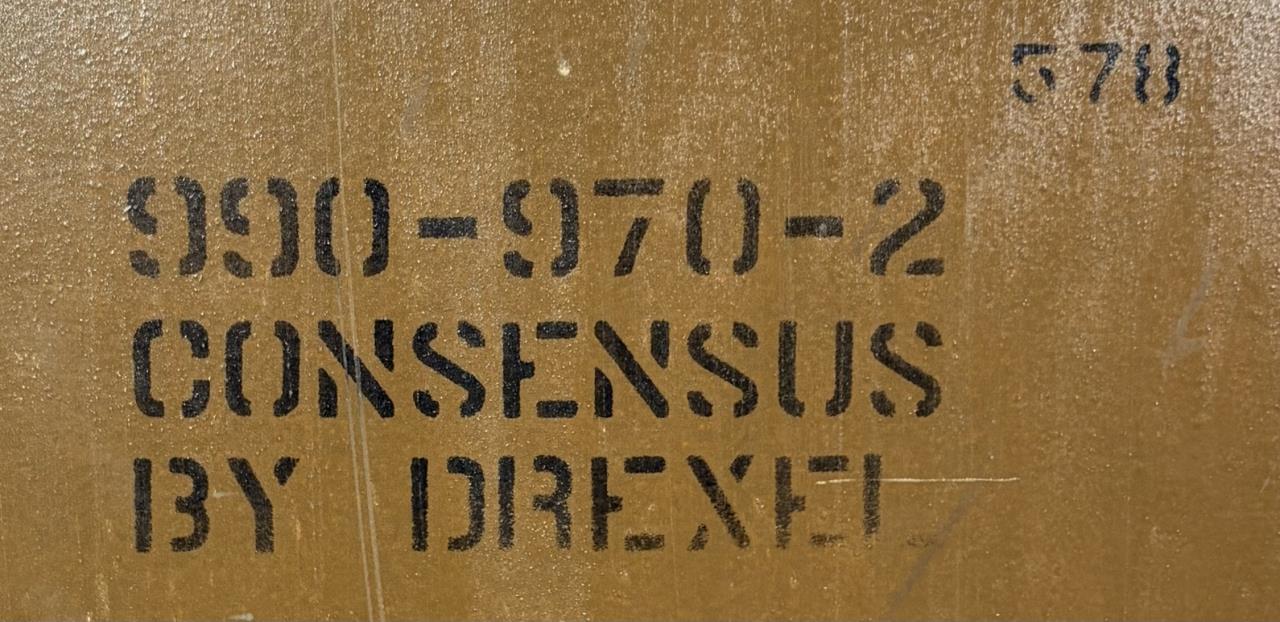 578
990-970-2
CONSENSUS
BY DREXEL